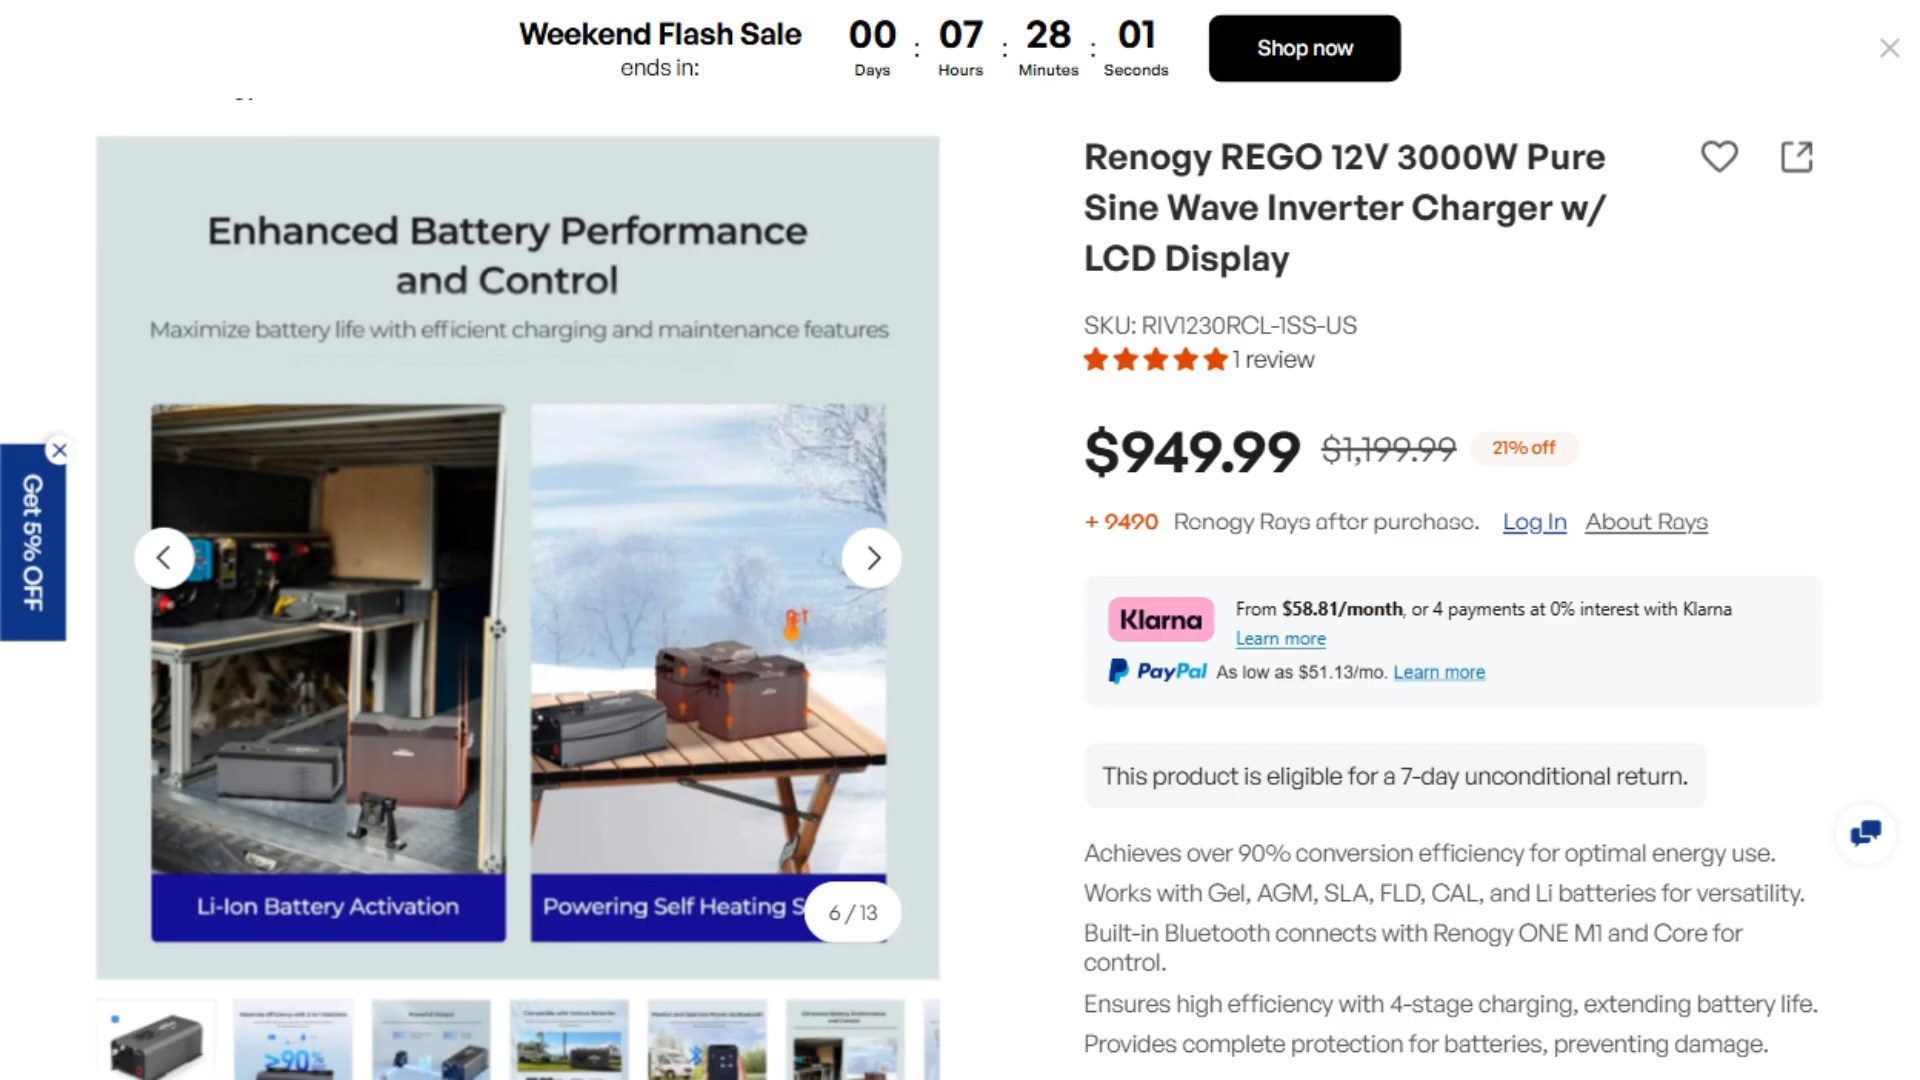 Weekend Flash Sale
ends in:
00 : 07 : 28 : 01
Days Hours Minutes Seconds
Shop now
Enhanced Battery Performance
and Control
Maximize battery life with efficient charging and maintenance features
Li-Ion Battery Activation
Powering Self Heating S
6 / 13
Get 5% OFF
≥90%
Renogy REGO 12V 3000W Pure
Sine Wave Inverter Charger w/
LCD Display
SKU: RIV1230RCL-1SS-US
1 review
$949.99 $1,199.99 21% off
+ 9490 Renogy Rays after purchase. Log In About Rays
Klarna From $58.81/month, or 4 payments at 0% interest with Klarna
Learn more
PayPal As low as $51.13/mo. Learn more
This product is eligible for a 7-day unconditional return.
Achieves over 90% conversion efficiency for optimal energy use.
Works with Gel, AGM, SLA, FLD, CAL, and Li batteries for versatility.
Built-in Bluetooth connects with Renogy ONE M1 and Core for
control.
Ensures high efficiency with 4-stage charging, extending battery life.
Provides complete protection for batteries, preventing damage.